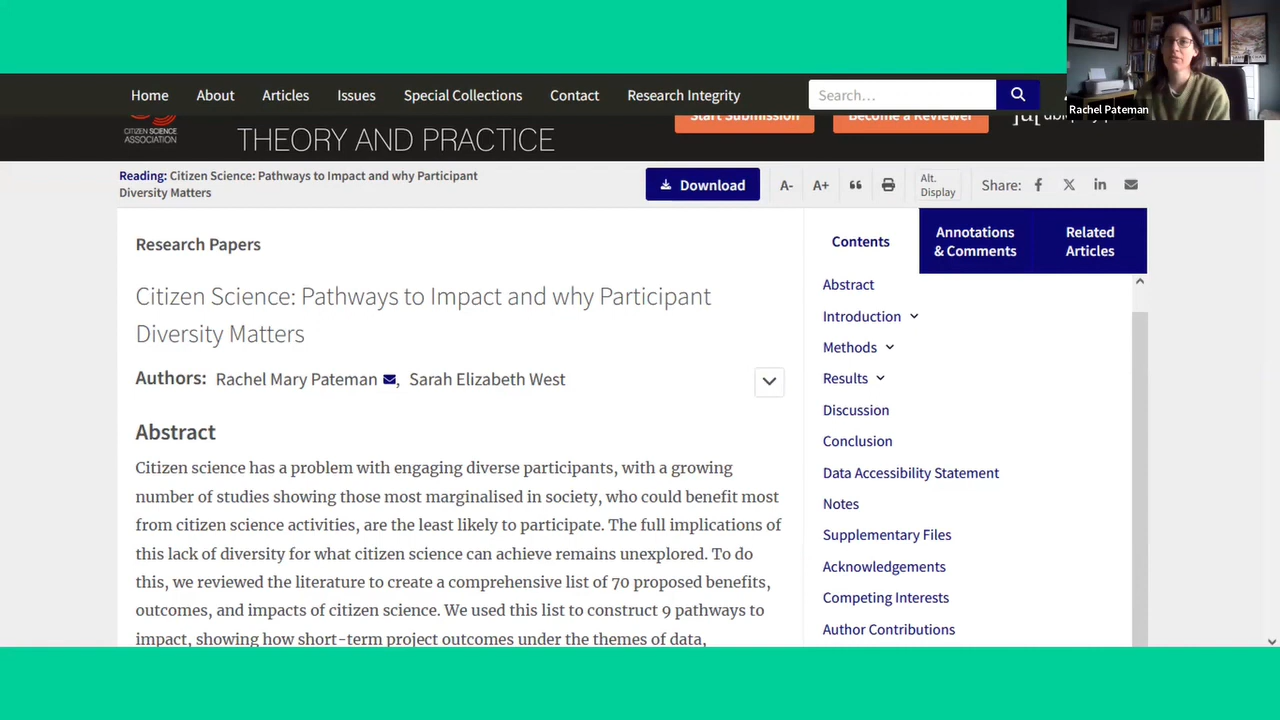 Rachel Pateman
Home About Articles Issues Special Collections Contact Research Integrity
Search...
CITIZEN SCIENCE
ASSOCIATION
THEORY AND PRACTICE
Start Submission
Become a Reviewer
Reading: Citizen Science: Pathways to Impact and why Participant
Diversity Matters
Download
A- A+
Alt.
Display
Share:
Research Papers
Citizen Science: Pathways to Impact and why Participant
Diversity Matters
Authors: Rachel Mary Pateman, Sarah Elizabeth West
Abstract
Citizen science has a problem with engaging diverse participants, with a growing
number of studies showing those most marginalised in society, who could benefit most
from citizen science activities, are the least likely to participate. The full implications of
this lack of diversity for what citizen science can achieve remains unexplored. To do
this, we reviewed the literature to create a comprehensive list of 70 proposed benefits,
outcomes, and impacts of citizen science. We used this list to construct 9 pathways to
impact, showing how short-term project outcomes under the themes of data,
Contents
Annotations
& Comments
Related
Articles
Abstract
Introduction
Methods
Results
Discussion
Conclusion
Data Accessibility Statement
Notes
Supplementary Files
Acknowledgements
Competing Interests
Author Contributions